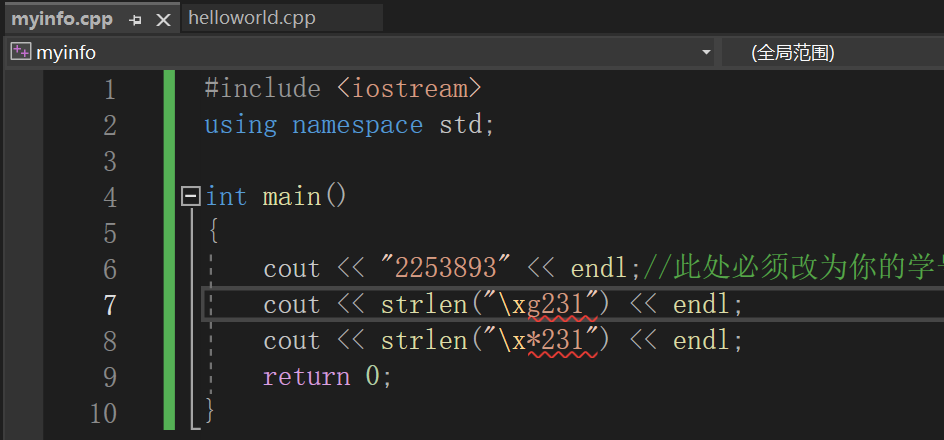 myinfo.cpp helloworld.cpp
myinfo (全局范围)
1 #include <iostream>
2 using namespace std;
3
4 int main()
5 {
6 cout << "2253893" << endl;//此处必须改为你的学
7 cout << strlen("\xg231") << endl;
8 cout << strlen("\x*231") << endl;
9 return 0;
10 }